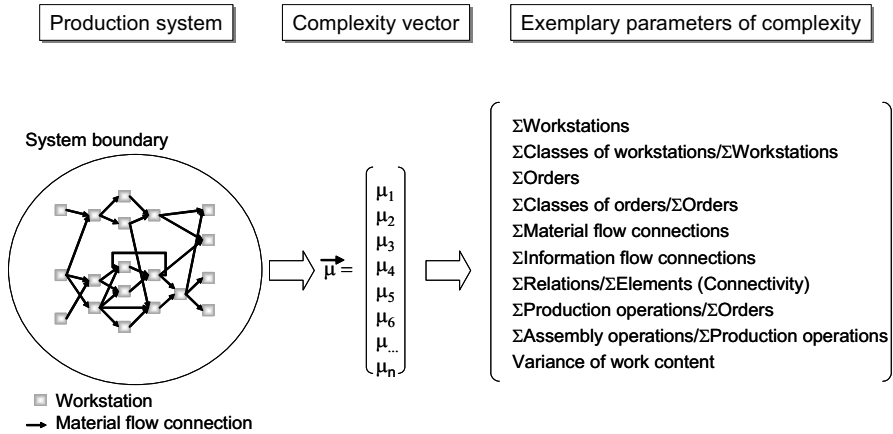 Production system
Complexity vector
Exemplary parameters of complexity
System boundary
μ⃗ =
μ1
μ2
μ3
μ4
μ5
μ6
μ...
μn
ΣWorkstations
ΣClasses of workstations/ΣWorkstations
ΣOrders
ΣClasses of orders/ΣOrders
ΣMaterial flow connections
ΣInformation flow connections
ΣRelations/ΣElements (Connectivity)
ΣProduction operations/ΣOrders
ΣAssembly operations/ΣProduction operations
Variance of work content
Workstation
Material flow connection